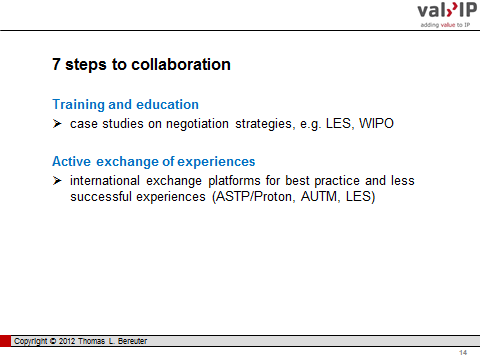 val IP
adding value to IP
7 steps to collaboration
Training and education
➢ case studies on negotiation strategies, e.g. LES, WIPO
Active exchange of experiences
➢ international exchange platforms for best practice and less
successful experiences (ASTP/Proton, AUTM, LES)
Copyright © 2012 Thomas L. Bereuter
14